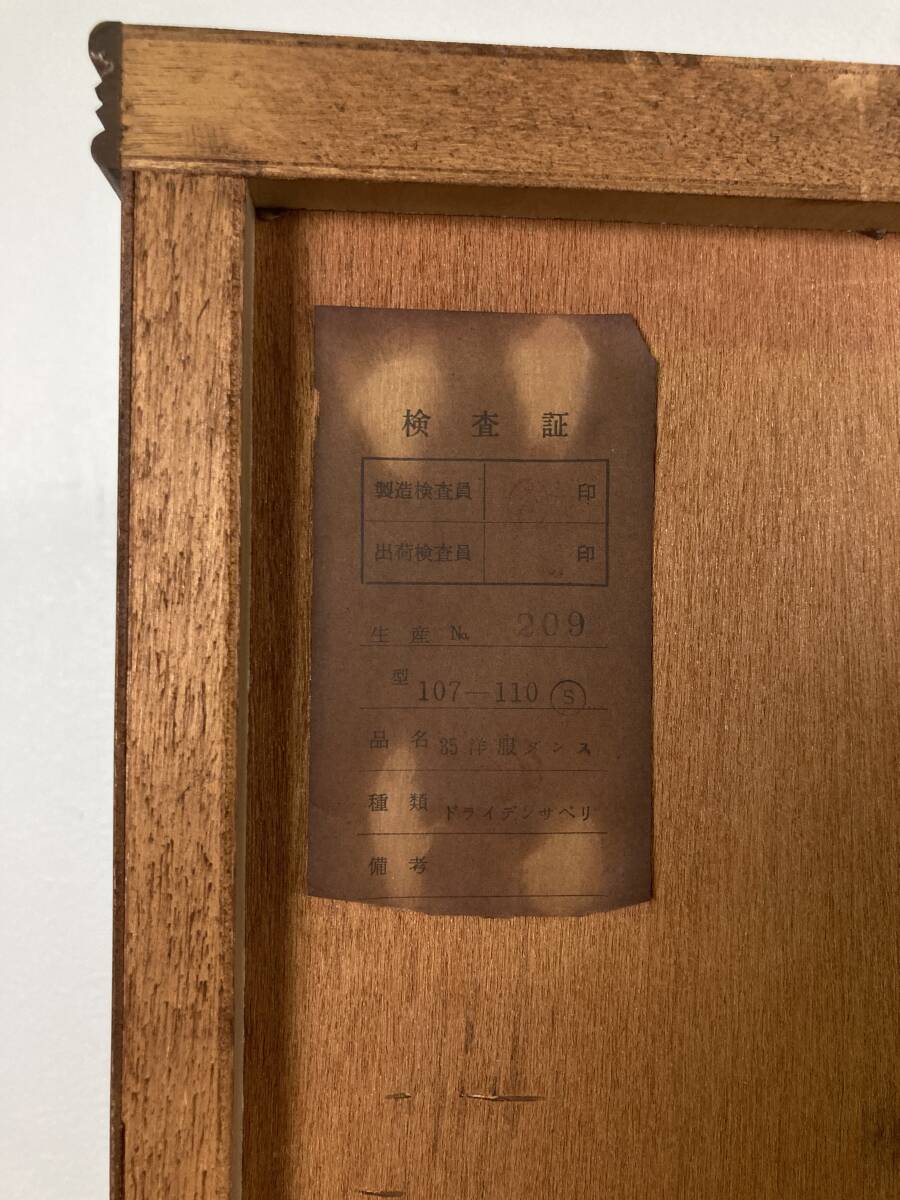 検査証
製造検査員 印
出荷検査員 印
生産 № 209
型 107-110 Ⓢ
品名 35洋服ダンス
種類 ドライデンサペリ
備考